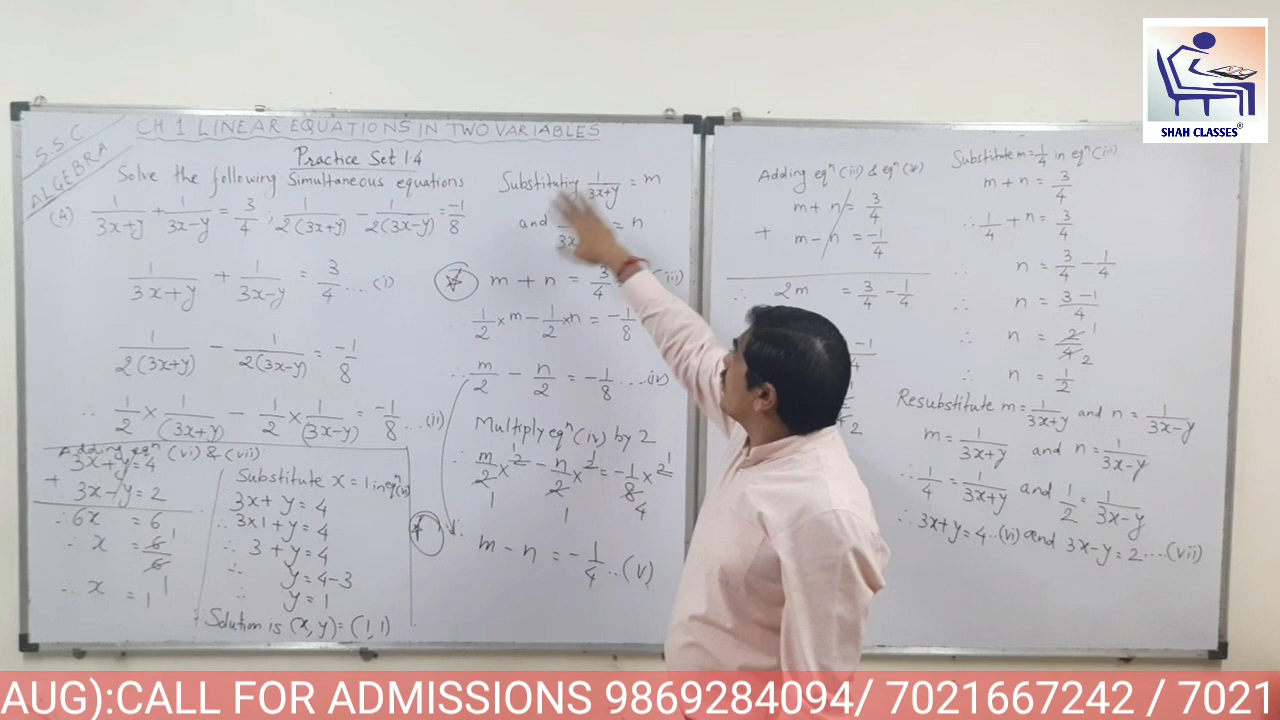 SSC
ALGEBRA
CH 1 LINEAR EQUATIONS IN TWO VARIABLES
Practice Set 1.4
Solve the following Simultaneous equations
(4) 1/(3x+y) + 1/(3x-y) = 3/4 ; 1/2(3x+y) - 1/2(3x-y) = -1/8
1/(3x+y) + 1/(3x-y) = 3/4 ....(i)
1/2(3x+y) - 1/2(3x-y) = -1/8
∴ 1/2 × 1/(3x+y) - 1/2 × 1/(3x-y) = -1/8 ...(ii)
Substituting 1/(3x+y) = m
and = n
m + n = 3/4 (iii)
1/2 × m - 1/2 × n = -1/8
∴ m/2 - n/2 = -1/8 ....(iv)
Multiply eqⁿ (iv) by 2
∴ m/2 × 2 - n/2 × 2 = -1/8 × 2
∴ m - n = -1/4 ...(v)
Adding eqⁿ (iii) & eqⁿ (v)
m + n = 3/4
+ m - n = -1/4
∴ 2m = 3/4 - 1/4
Substitute m = 1/4 in eqⁿ (iii)
m + n = 3/4
∴ 1/4 + n = 3/4
∴ n = 3/4 - 1/4
∴ n = (3-1)/4
∴ n = 2/4
∴ n = 1/2
Resubstitute m = 1/(3x+y) and n = 1/(3x-y)
m = 1/(3x+y) and n = 1/(3x-y)
∴ 1/4 = 1/(3x+y) and 1/2 = 1/(3x-y)
∴ 3x+y = 4 ...(vi) and 3x-y = 2 ....(vii)
Adding eqⁿ (vi) & (vii)
3x+y = 4
+ 3x-y = 2
∴ 6x = 6
∴ x = 6/6
∴ x = 1
Substitute x = 1 in eqⁿ (vi)
3x + y = 4
∴ 3×1 + y = 4
∴ 3 + y = 4
∴ y = 4-3
∴ y = 1
Solution is (x, y) = (1, 1)
SHAH CLASSES®
AUG):CALL FOR ADMISSIONS 9869284094/ 7021667242 / 7021